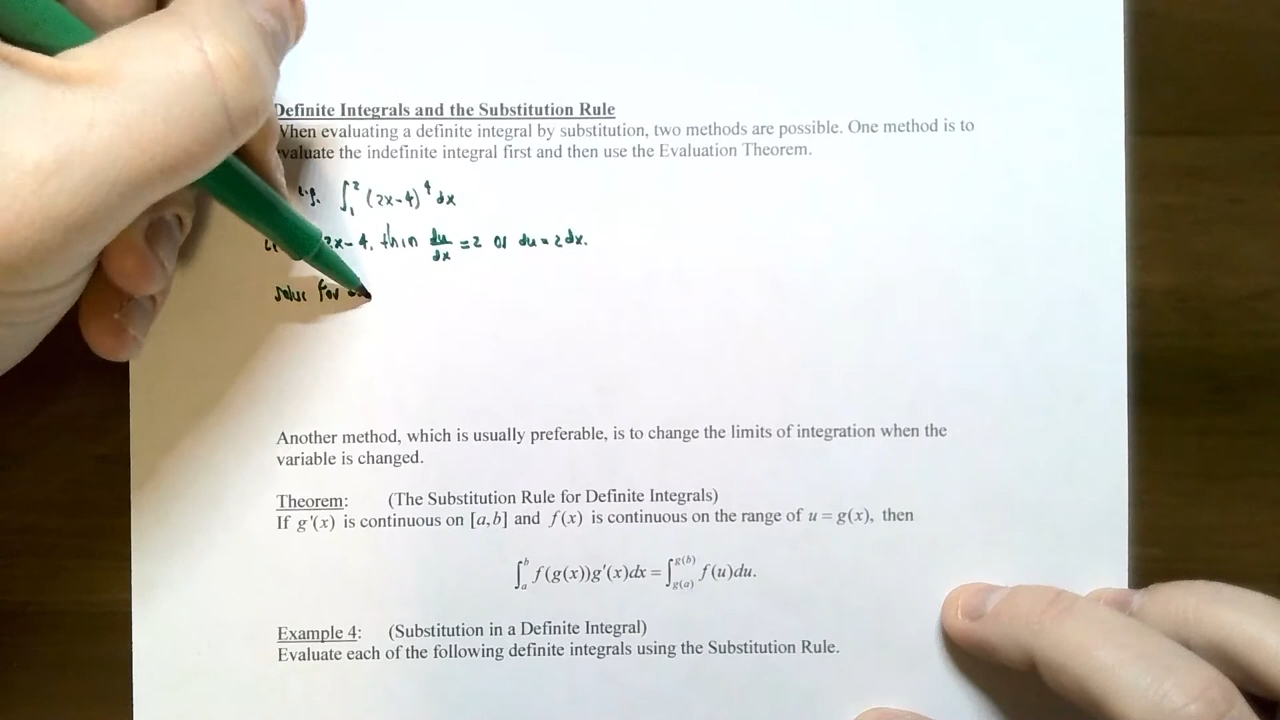 Definite Integrals and the Substitution Rule
When evaluating a definite integral by substitution, two methods are possible. One method is to
evaluate the indefinite integral first and then use the Evaluation Theorem.
e.g. ∫₁² (2x-4)⁴ dx
2x-4, then du/dx = 2 or du = 2dx.
Solve for
Another method, which is usually preferable, is to change the limits of integration when the
variable is changed.
Theorem: (The Substitution Rule for Definite Integrals)
If g'(x) is continuous on [a,b] and f(x) is continuous on the range of u = g(x), then
∫ₐᵇ f(g(x))g'(x)dx = ∫_{g(a)}^{g(b)} f(u)du.
Example 4: (Substitution in a Definite Integral)
Evaluate each of the following definite integrals using the Substitution Rule.